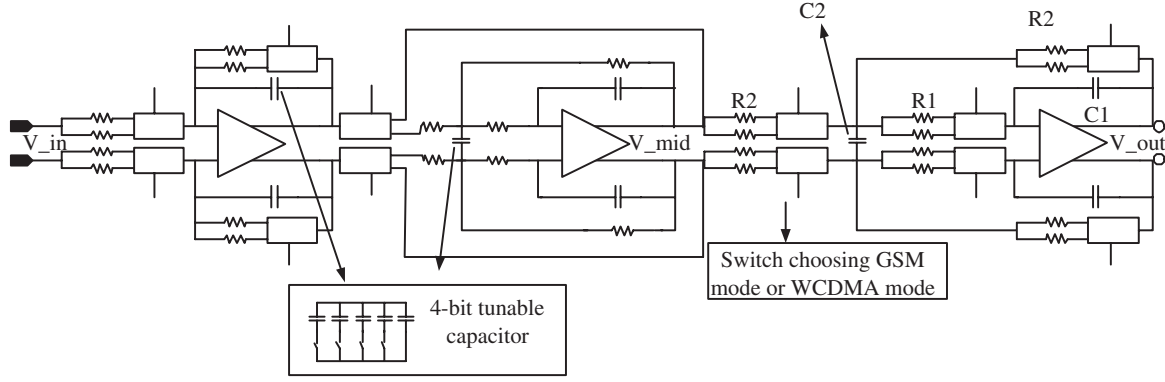 C2
R2
R2
R1
C1
V_in
V_mid
V_out
Switch choosing GSM
mode or WCDMA mode
4-bit tunable
capacitor